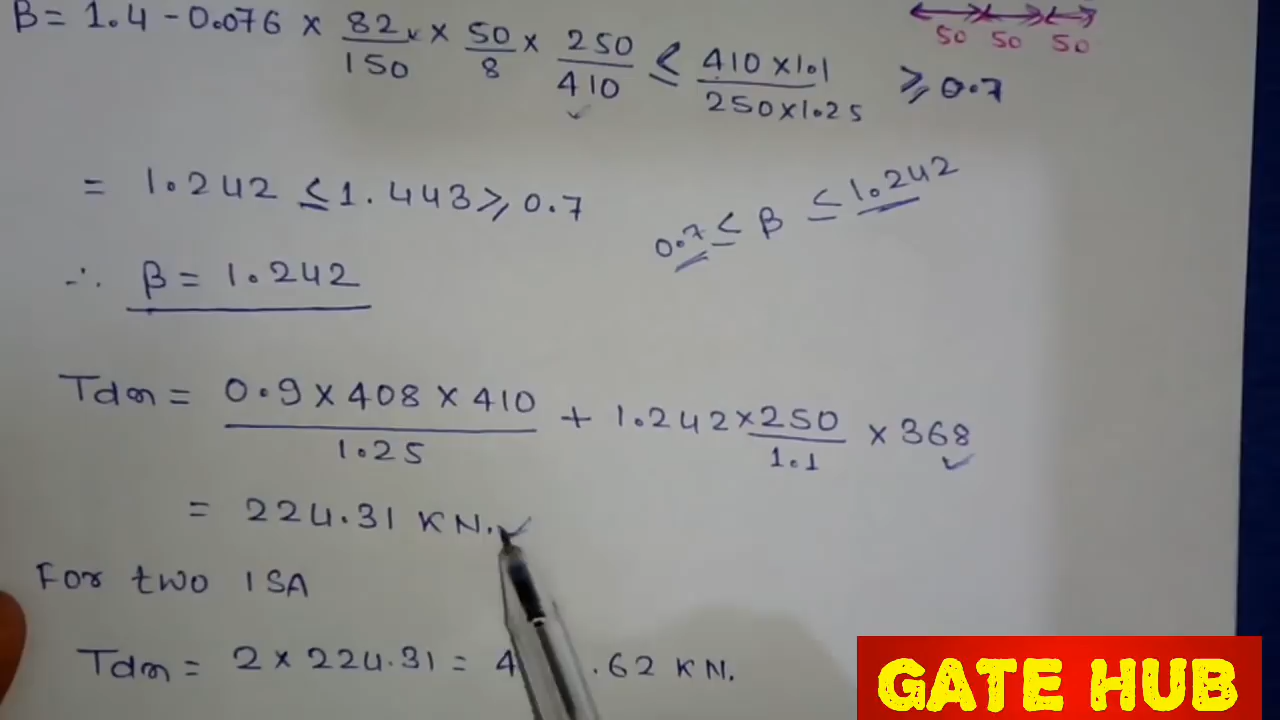 β = 1.4 - 0.076 × 82/150 × 50/8 × 250/410 ≤ 410×1.1/250×1.25 ≥ 0.7
50 50 50
= 1.242 ≤ 1.443 ≥ 0.7
0.7 ≤ β ≤ 1.242
∴ β = 1.242
Tdn = 0.9 × 408 × 410/1.25 + 1.242 × 250/1.1 × 368
= 224.31 KN.
For two ISA
Tdn = 2 × 224.31 = 4 .62 KN.
GATE HUB